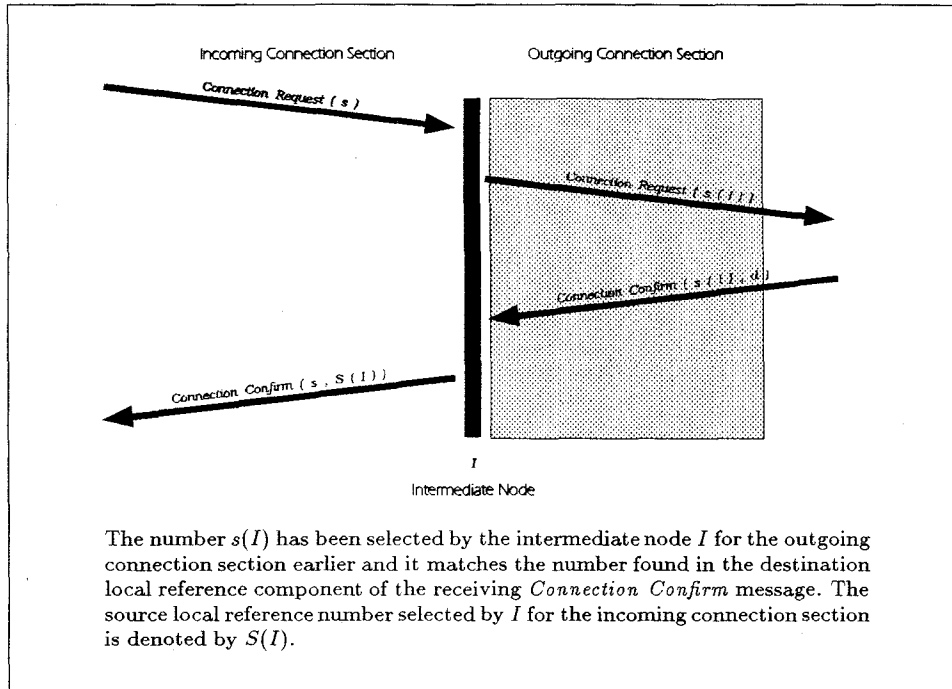 Incoming Connection Section
Outgoing Connection Section
Connection Request ( s )
Connection Request ( s ( I ) )
Connection Confirm ( s ( I ) , d )
Connection Confirm ( s , S ( I ) )
I
Intermediate Node
The number s(I) has been selected by the intermediate node I for the outgoing
connection section earlier and it matches the number found in the destination
local reference component of the receiving Connection Confirm message. The
source local reference number selected by I for the incoming connection section
is denoted by S(I).